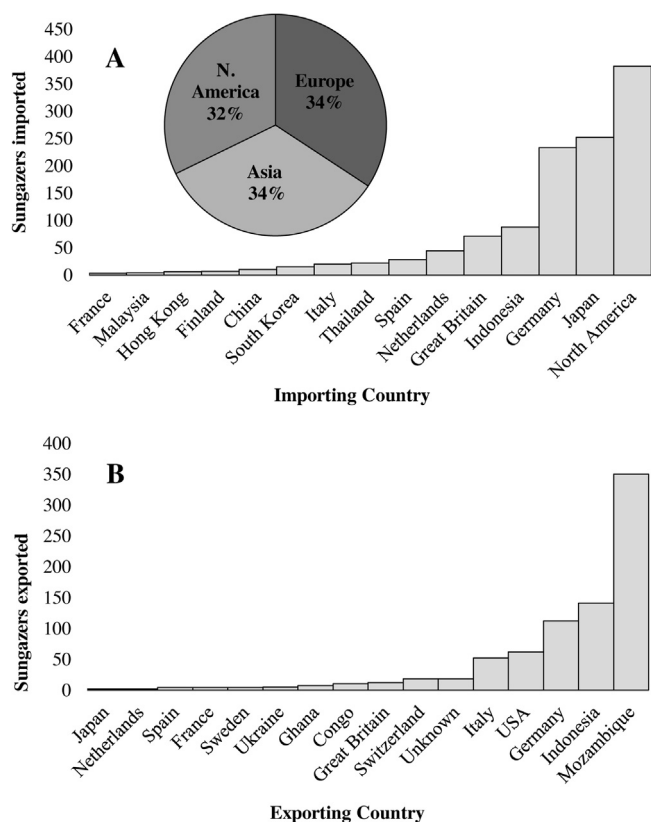 A
450
400
350
300
250
200
150
100
50
0
Sungazers imported
N.
America
32%
Europe
34%
Asia
34%
France
Malaysia
Hong Kong
Finland
China
South Korea
Italy
Thailand
Spain
Netherlands
Great Britain
Indonesia
Germany
Japan
North America
Importing Country
B
400
350
300
250
200
150
100
50
0
Sungazers exported
Japan
Netherlands
Spain
France
Sweden
Ukraine
Ghana
Congo
Great Britain
Switzerland
Unknown
Italy
USA
Germany
Indonesia
Mozambique
Exporting Country